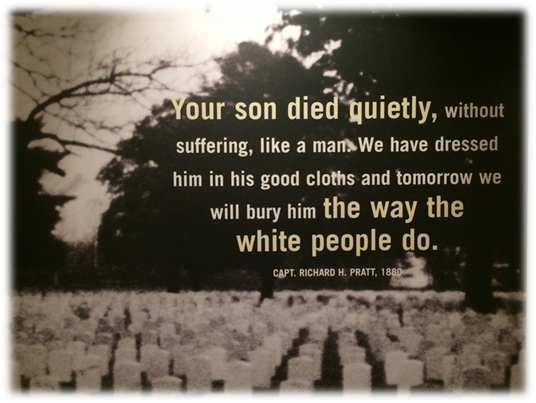 Your son died quietly, without
suffering, like a man. We have dressed
him in his good cloths and tomorrow we
will bury him the way the
white people do.
CAPT. RICHARD H. PRATT, 1880